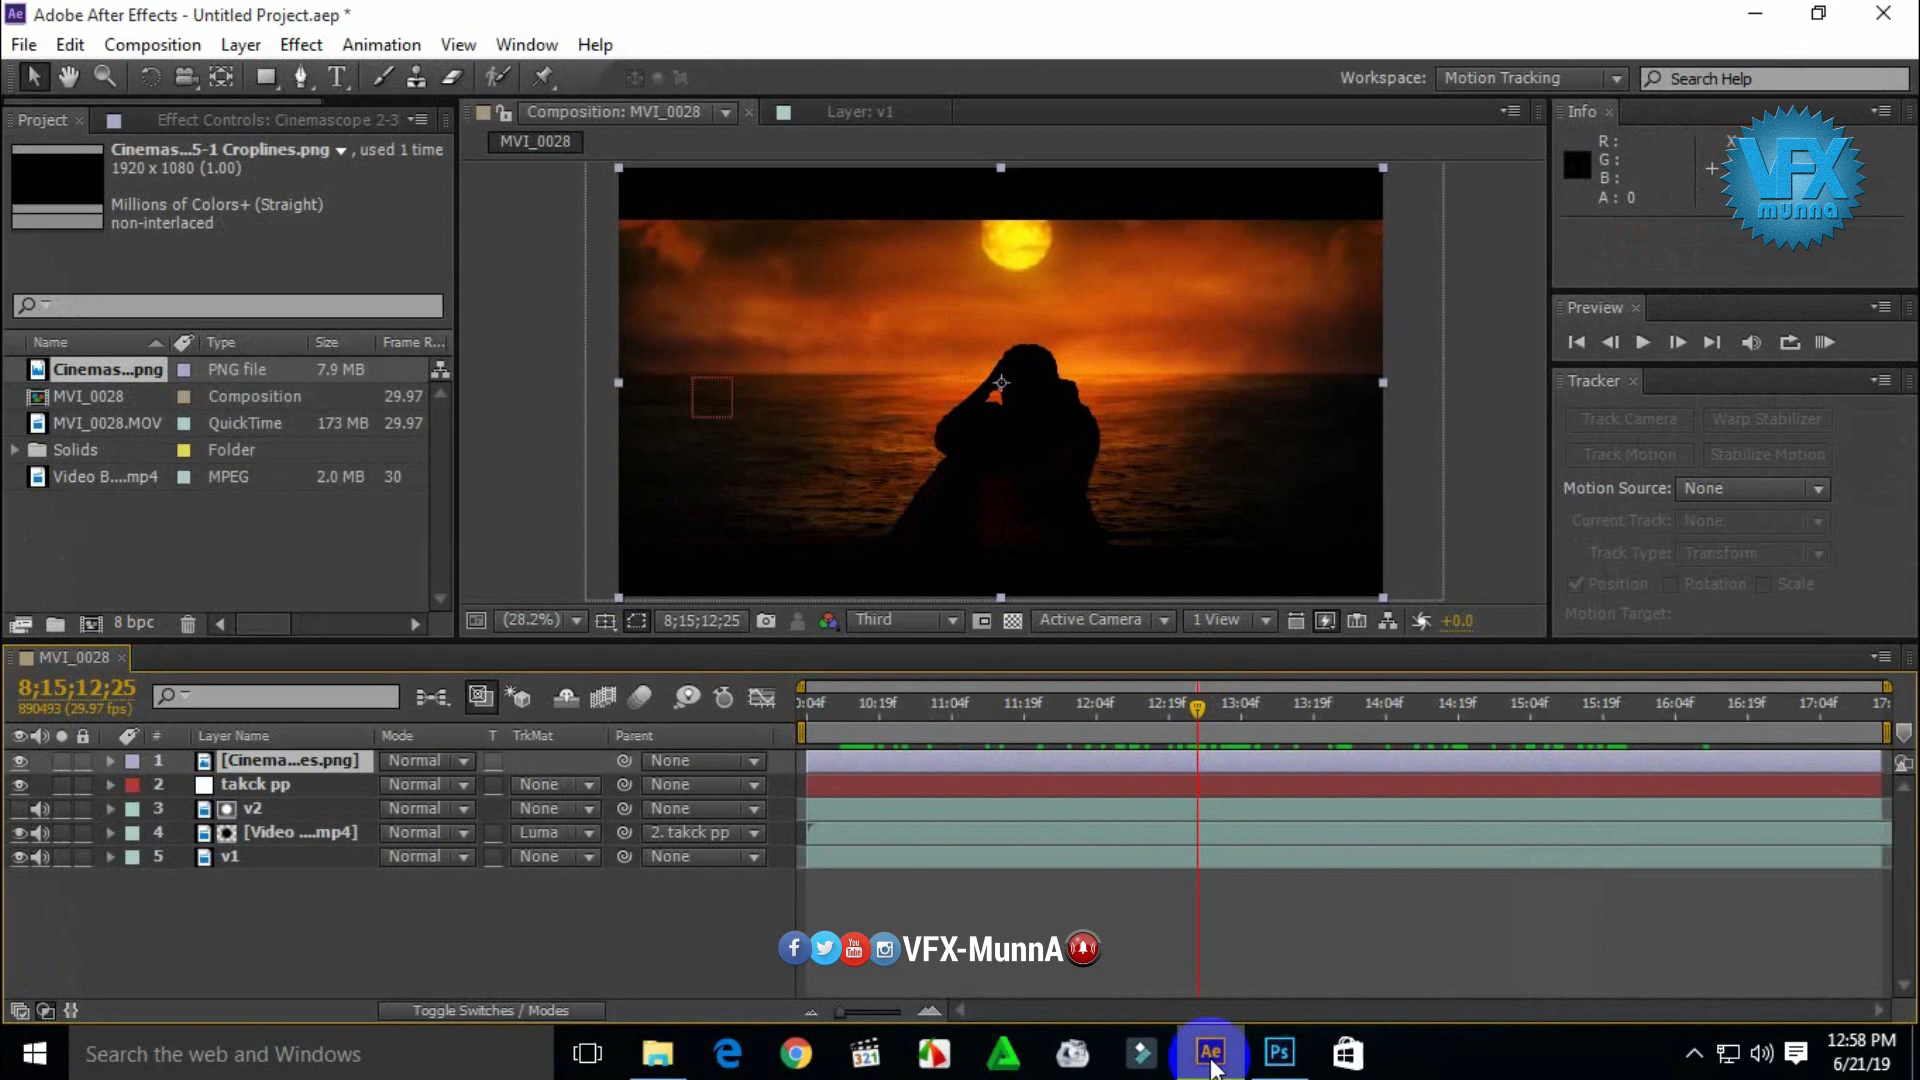 Ae Adobe After Effects - Untitled Project.aep *
File Edit Composition Layer Effect Animation View Window Help
T Workspace: Motion Tracking Search Help
Project Effect Controls: Cinemascope 2-3
Cinemas...5-1 Croplines.png , used 1 time
1920 x 1080 (1.00)
Millions of Colors+ (Straight)
non-interlaced
Name Type Size Frame R...
Cinemas...png PNG file 7.9 MB
MVI_0028 Composition 29.97
MVI_0028.MOV QuickTime 173 MB 29.97
Solids Folder
Video B....mp4 MPEG 2.0 MB 30
8 bpc
Composition: MVI_0028 Layer: v1
MVI_0028
(28.2%) 8;15;12;25 Third Active Camera 1 View +0.0
Info
R: X
G:
B:
A: 0
VFX
munna
Preview
Tracker
Track Camera Warp Stabilizer
Track Motion Stabilize Motion
Motion Source: None
Current Track: None
Track Type: Transform
Position Rotation Scale
Motion Target:
MVI_0028
8;15;12;25
890493 (29.97 fps)
:04f 10:19f 11:04f 11:19f 12:04f 12:19f 13:04f 13:19f 14:04f 14:19f 15:04f 15:19f 16:04f 16:19f 17:04f 17:
# Layer Name Mode T TrkMat Parent
1 [Cinema...es.png] Normal None
2 takck pp Normal None None
3 v2 Normal None None
4 [Video ....mp4] Normal Luma 2. takck pp
5 v1 Normal None None
f You Tube VFX-MunnA
Toggle Switches / Modes
Search the web and Windows
321
Ae
Ps
12:58 PM
6/21/19